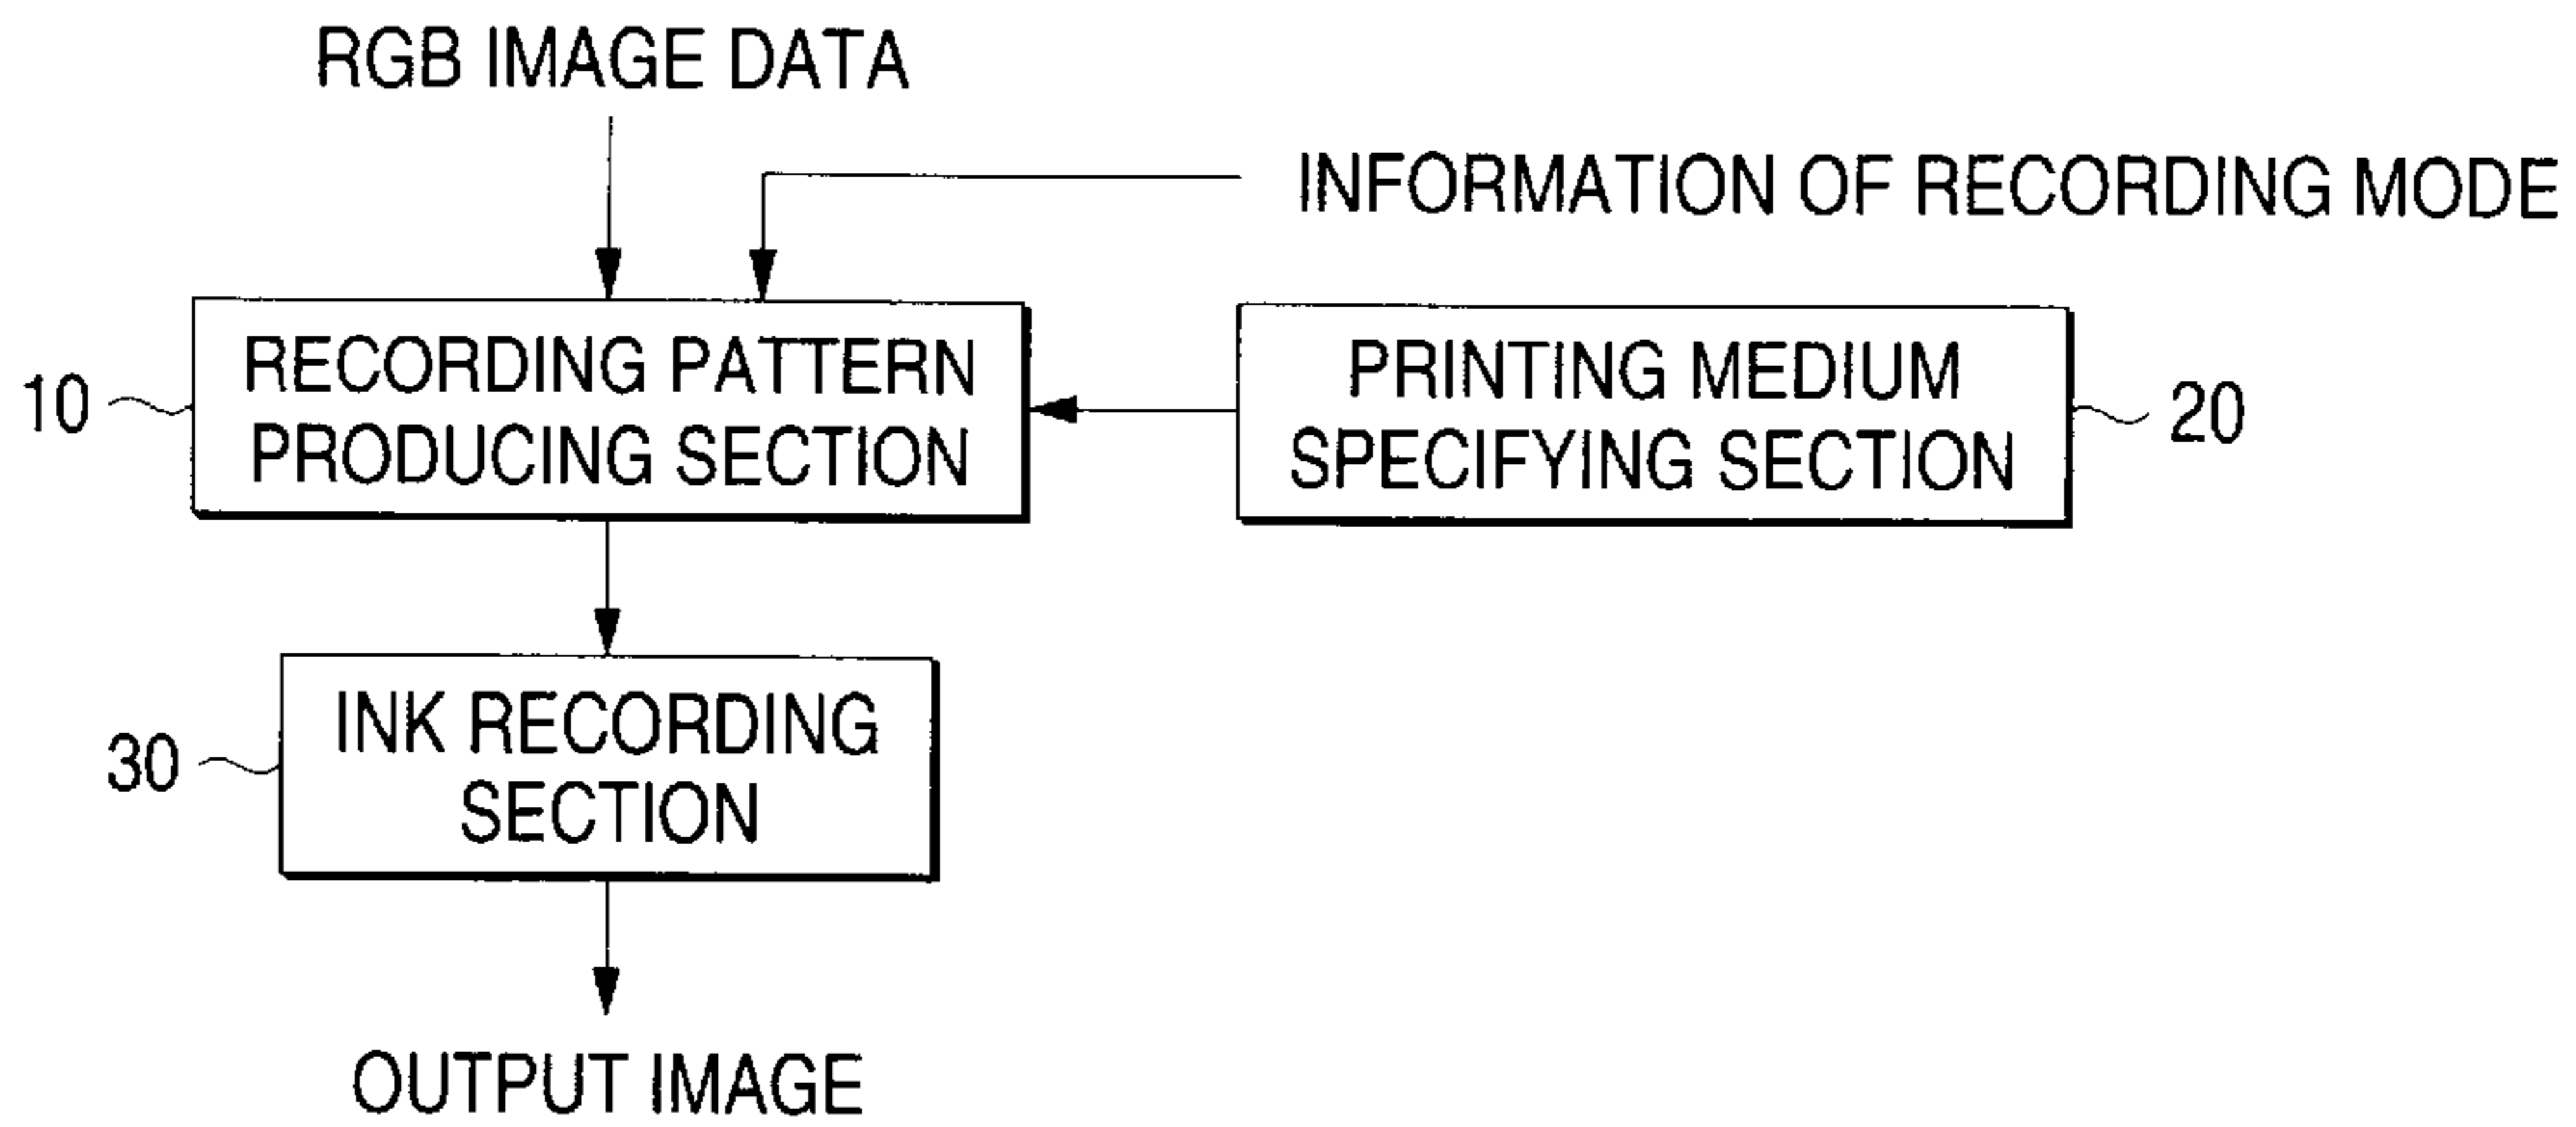 RGB IMAGE DATA
INFORMATION OF RECORDING MODE
10
RECORDING PATTERN
PRODUCING SECTION
PRINTING MEDIUM
SPECIFYING SECTION
20
30
INK RECORDING
SECTION
OUTPUT IMAGE